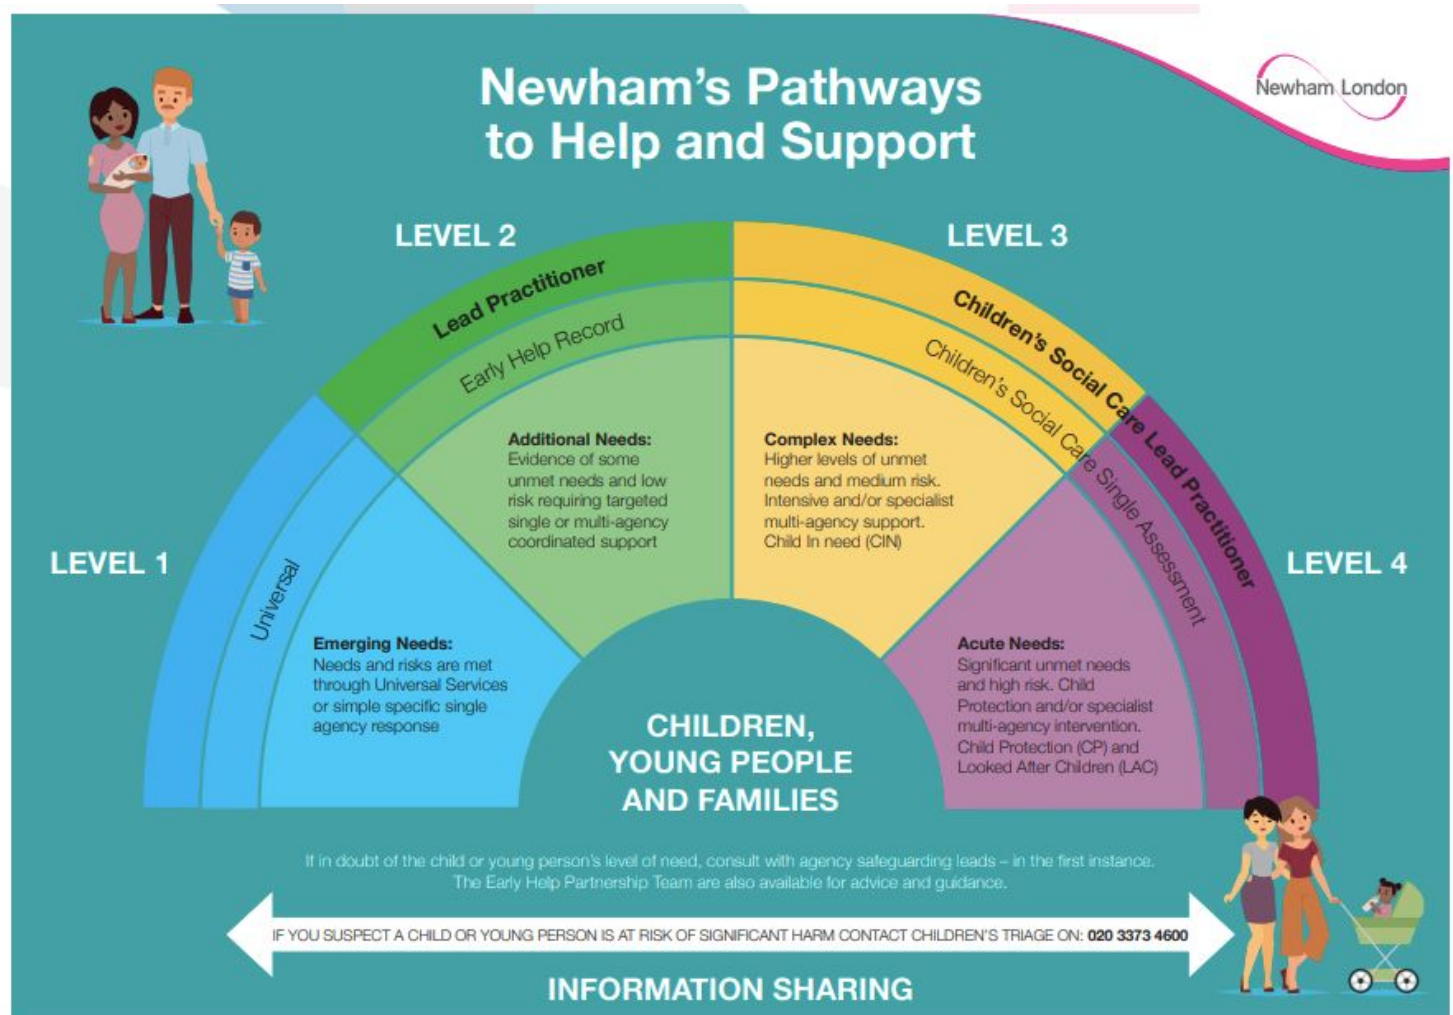 Newham's Pathways
to Help and Support
Newham London
LEVEL 1
Universal
Emerging Needs:
Needs and risks are met
through Universal Services
or simple specific single
agency response
LEVEL 2
Lead Practitioner
Early Help Record
Additional Needs:
Evidence of some
unmet needs and low
risk requiring targeted
single or multi-agency
coordinated support
LEVEL 3
Children's Social Care Lead Practitioner
Children's Social Care Single Assessment
Complex Needs:
Higher levels of unmet
needs and medium risk.
Intensive and/or specialist
multi-agency support.
Child In need (CIN)
LEVEL 4
Acute Needs:
Significant unmet needs
and high risk. Child
Protection and/or specialist
multi-agency intervention.
Child Protection (CP) and
Looked After Children (LAC)
CHILDREN,
YOUNG PEOPLE
AND FAMILIES
If in doubt of the child or young person's level of need, consult with agency safeguarding leads – in the first instance.
The Early Help Partnership Team are also available for advice and guidance.
IF YOU SUSPECT A CHILD OR YOUNG PERSON IS AT RISK OF SIGNIFICANT HARM CONTACT CHILDREN'S TRIAGE ON: 020 3373 4600
INFORMATION SHARING